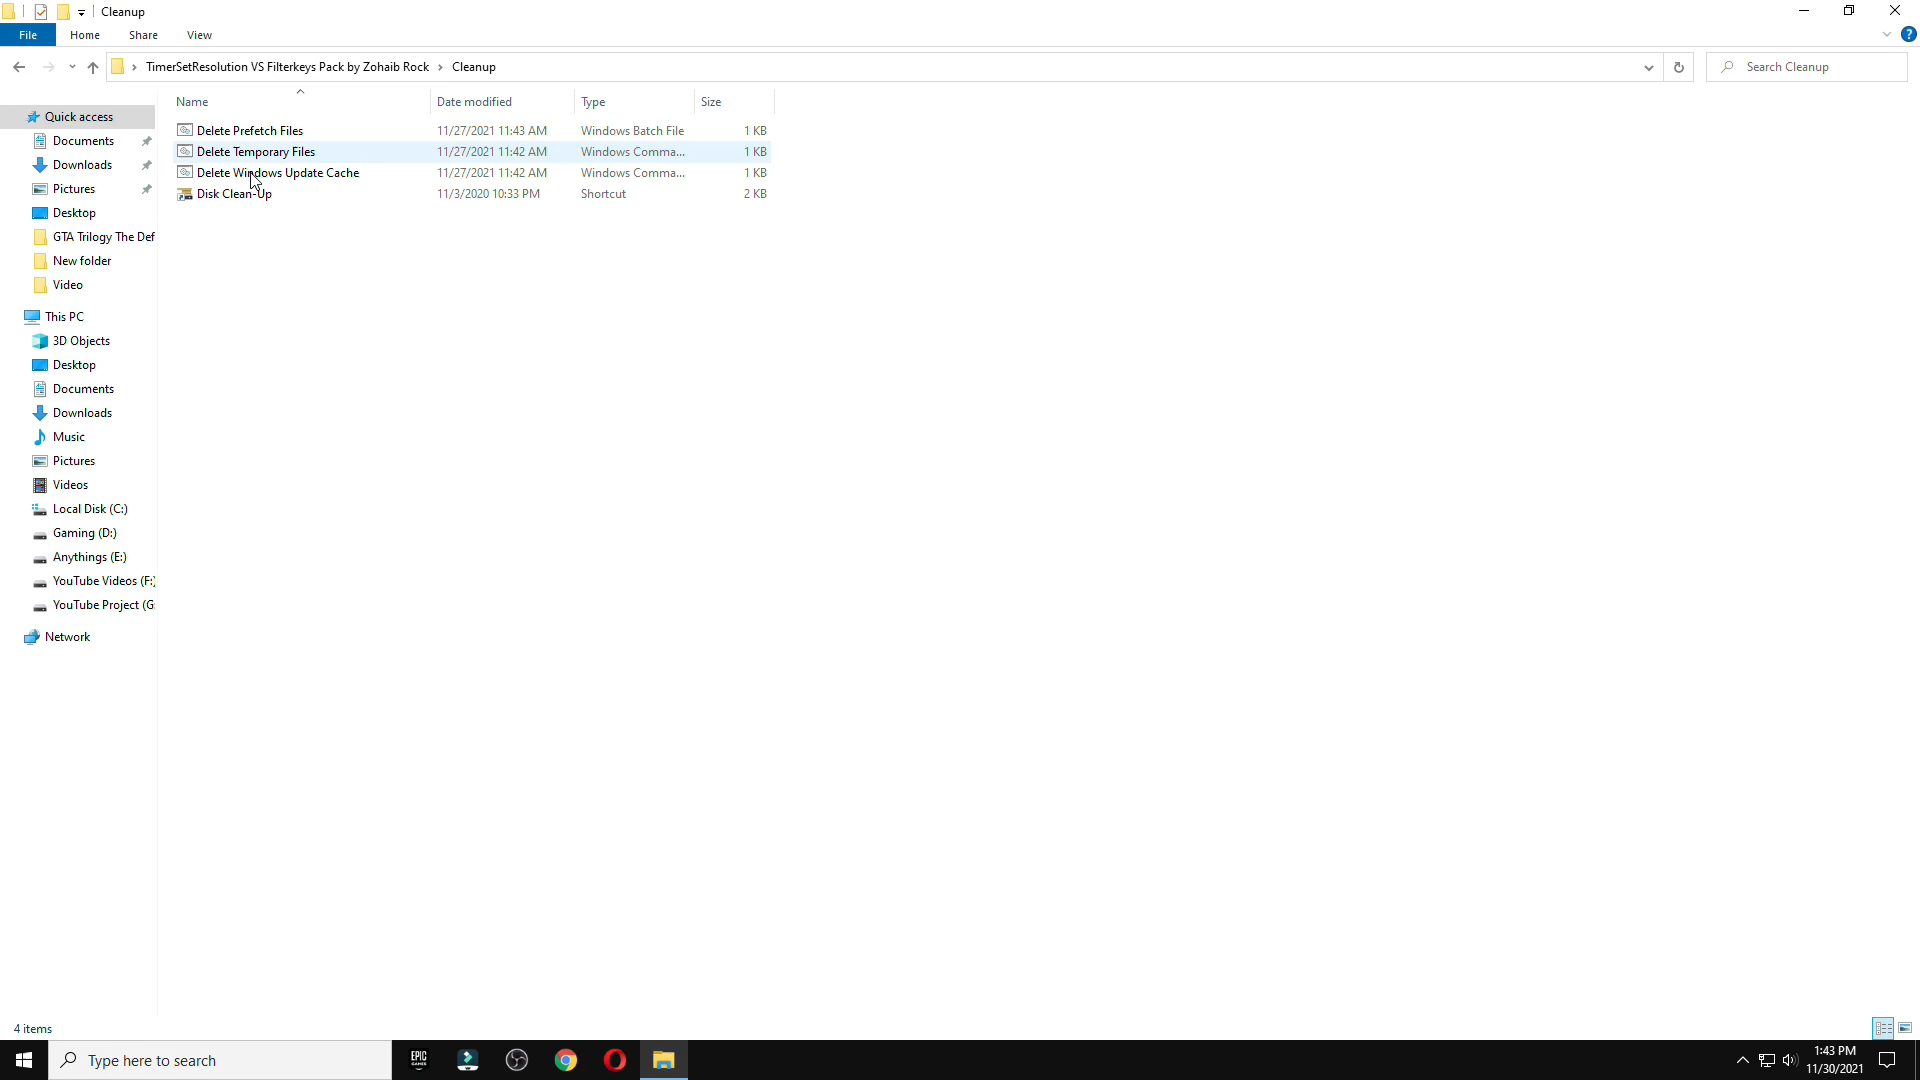 Cleanup
File Home Share View
TimerSetResolution VS Filterkeys Pack by Zohaib Rock Cleanup
Search Cleanup
Name Date modified Type Size
Delete Prefetch Files 11/27/2021 11:43 AM Windows Batch File 1 KB
Delete Temporary Files 11/27/2021 11:42 AM Windows Comma... 1 KB
Delete Windows Update Cache 11/27/2021 11:42 AM Windows Comma... 1 KB
Disk Clean-Up 11/3/2020 10:33 PM Shortcut 2 KB
Quick access
Documents
Downloads
Pictures
Desktop
GTA Trilogy The Def
New folder
Video
This PC
3D Objects
Desktop
Documents
Downloads
Music
Pictures
Videos
Local Disk (C:)
Gaming (D:)
Anythings (E:)
YouTube Videos (F:)
YouTube Project (G:
Network
4 items
Type here to search
EPIC
GAMES
1:43 PM
11/30/2021